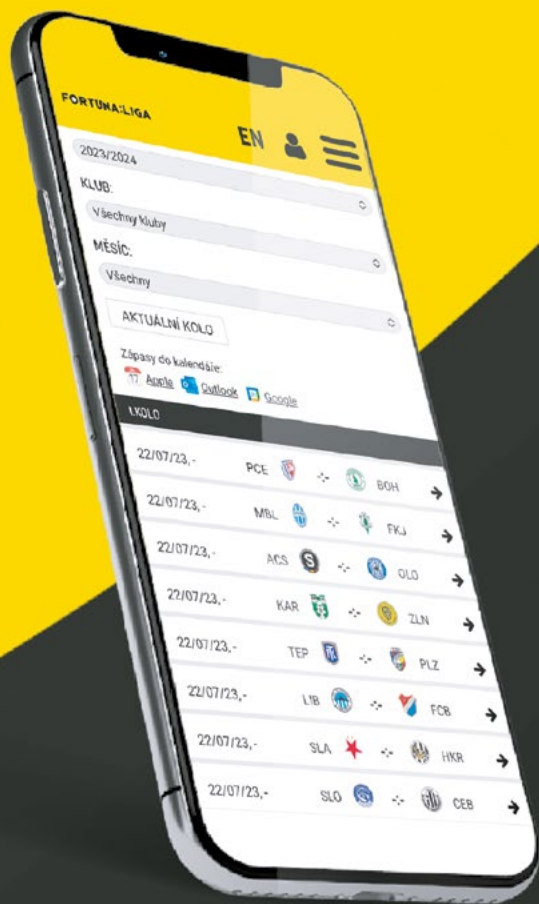 FORTUNA:LIGA
EN
2023/2024
KLUB:
Všechny kluby
MĚSÍC:
Všechny
AKTUÁLNÍ KOLO
Zápasy do kalendáře:
17 Apple Outlook Google
1.KOLO
22/07/23,- PCE -:- BOH
22/07/23,- MBL -:- FKJ
22/07/23,- ACS -:- OLO
22/07/23,- KAR -:- ZLN
22/07/23,- TEP -:- PLZ
22/07/23,- LIB -:- FCB
22/07/23,- SLA -:- HKR
22/07/23,- SLO -:- CEB